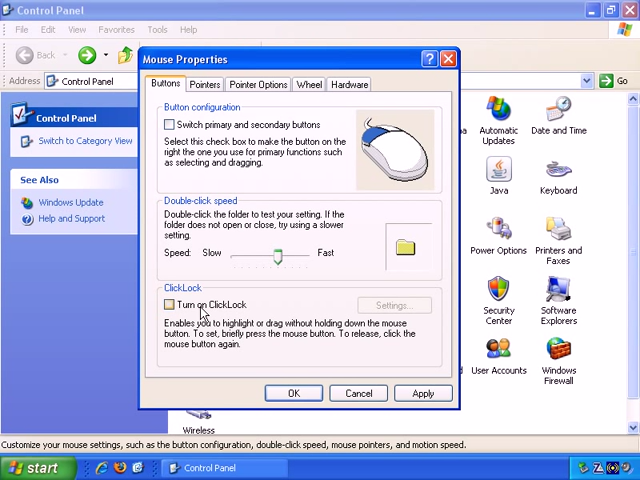 Control Panel
File Edit View Favorites Tools Help
Back
Address Control Panel Go
Control Panel
Switch to Category View
See Also
Windows Update
Help and Support
Mouse Properties
Buttons Pointers Pointer Options Wheel Hardware
Button configuration
Switch primary and secondary buttons
Select this check box to make the button on the
right the one you use for primary functions such
as selecting and dragging.
Double-click speed
Double-click the folder to test your setting. If the
folder does not open or close, try using a slower
setting.
Speed: Slow Fast
ClickLock
Turn on ClickLock
Settings...
Enables you to highlight or drag without holding down the mouse
button. To set, briefly press the mouse button. To release, click the
mouse button again.
OK Cancel Apply
Automatic
Updates
Date and Time
Java
Keyboard
Power Options
Printers and
Faxes
Security
Center
Software
Explorers
User Accounts
Windows
Firewall
Wireless
Customize your mouse settings, such as the button configuration, double-click speed, mouse pointers, and motion speed.
start
Control Panel